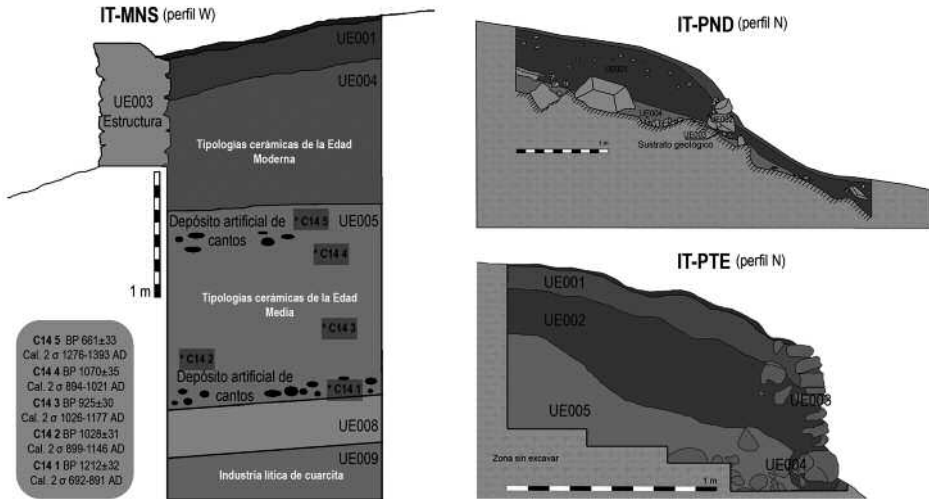 IT-MNS (perfil W)
UE001
UE004
UE003
Estructura
Tipologías cerámicas de la Edad
Moderna
UE005
Depósito artificial de
cantos
* C14 5
* C14 4
1 m
Tipologías cerámicas de la Edad
Media
* C14 3
* C14 2
Depósito artificial de
cantos
* C14 1
UE008
UE009
Industria lítica de cuarcita
C14 5 BP 661±33
Cal. 2 σ 1276-1393 AD
C14 4 BP 1070±35
Cal. 2 σ 894-1021 AD
C14 3 BP 925±30
Cal. 2 σ 1026-1177 AD
C14 2 BP 1028±31
Cal. 2 σ 899-1146 AD
C14 1 BP 1212±32
Cal. 2 σ 692-891 AD
IT-PND (perfil N)
UE001
UE004
UE002
UE003
Sustrato geológico
1 m
IT-PTE (perfil N)
UE001
UE002
UE003
UE005
UE004
Zona sin excavar
1 m